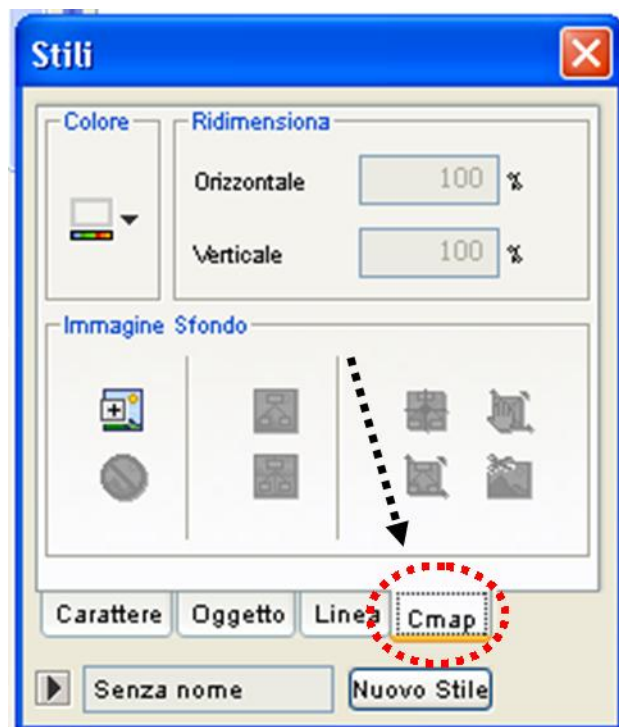 Stili
Colore
Ridimensiona
Orizzontale 100 %
Verticale 100 %
Immagine Sfondo
Carattere Oggetto Linea Cmap
Senza nome Nuovo Stile